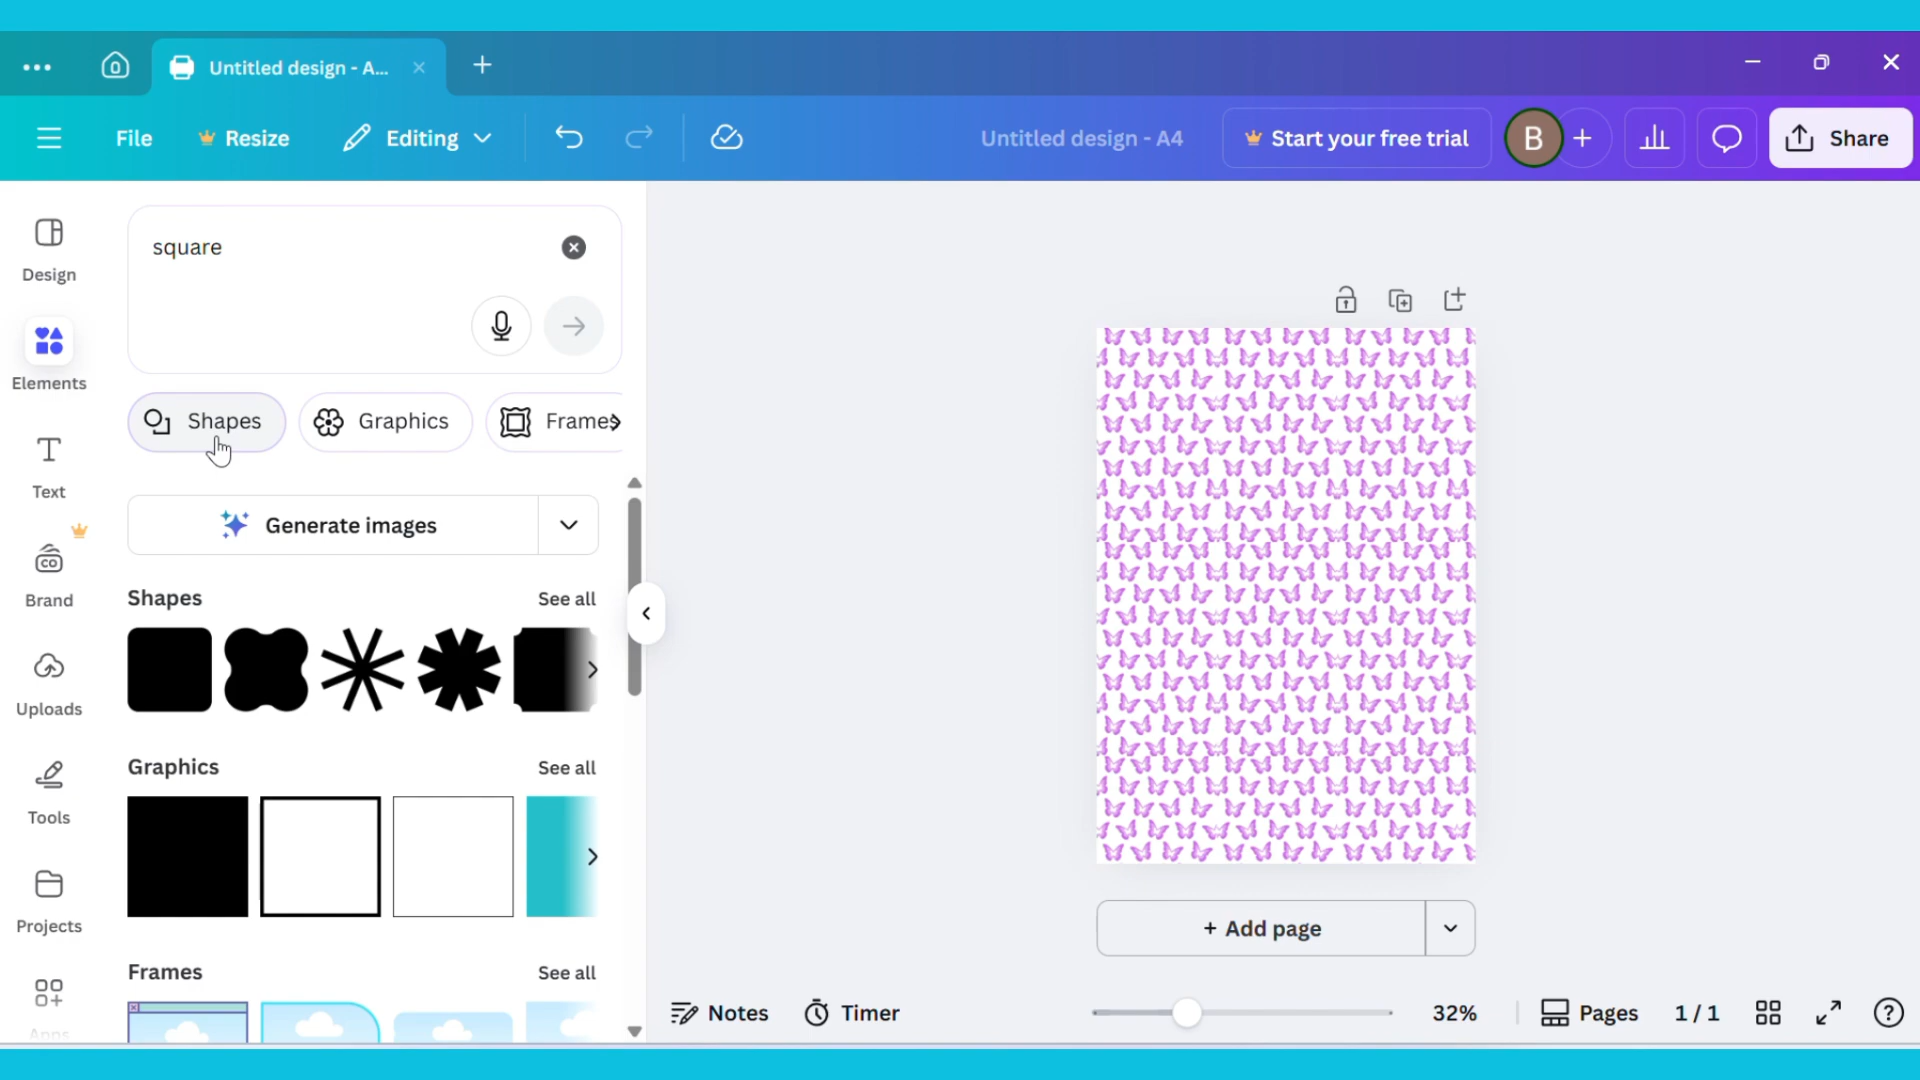 Untitled design - A...
File
Resize
Editing
Untitled design - A4
Start your free trial
B
Share
Design
Elements
Text
Brand
Uploads
Tools
Projects
Apps
square
Shapes
Graphics
Frames
Generate images
Shapes
See all
Graphics
See all
Frames
See all
+ Add page
Notes
Timer
32%
Pages
1 / 1